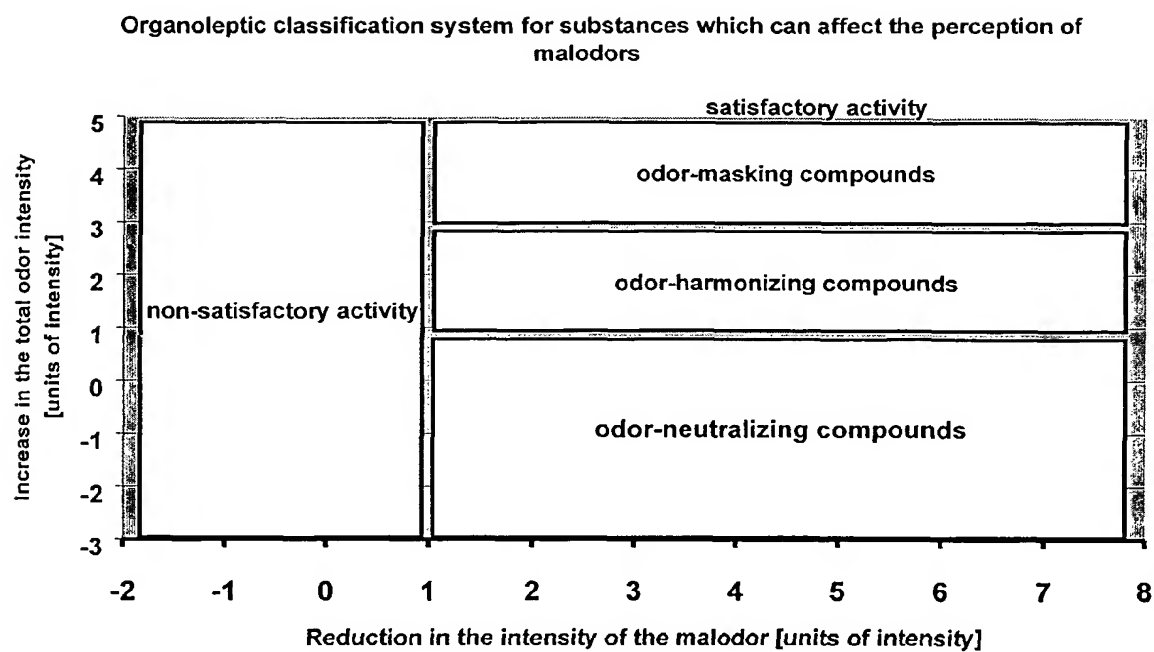 Organoleptic classification system for substances which can affect the perception of
malodors
satisfactory activity
5
4
3
2
1
0
-1
-2
-3
Increase in the total odor intensity
[units of intensity]
odor-masking compounds
odor-harmonizing compounds
non-satisfactory activity
odor-neutralizing compounds
-2 -1 0 1 2 3 4 5 6 7 8
Reduction in the intensity of the malodor [units of intensity]